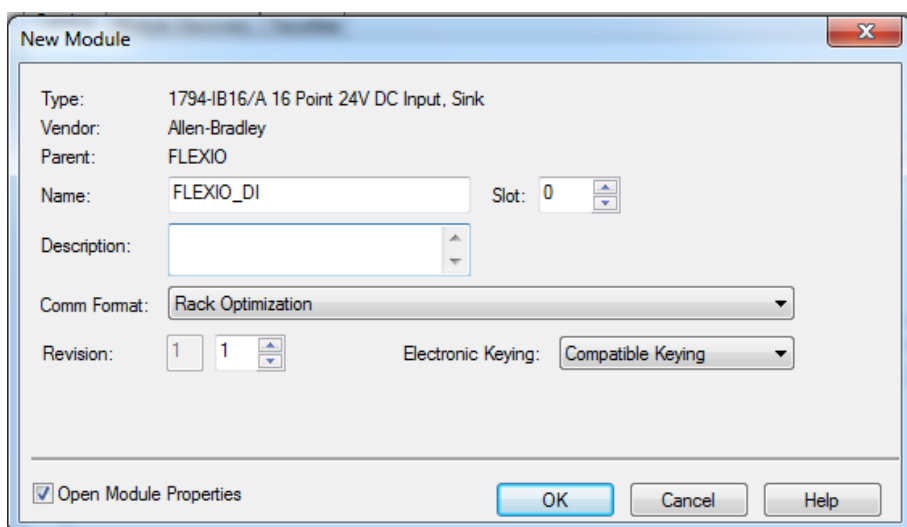 New Module
Type: 1794-IB16/A 16 Point 24V DC Input, Sink
Vendor: Allen-Bradley
Parent: FLEXIO
Name: FLEXIO_DI Slot: 0
Description:
Comm Format: Rack Optimization
Revision: 1 1 Electronic Keying: Compatible Keying
Open Module Properties OK Cancel Help